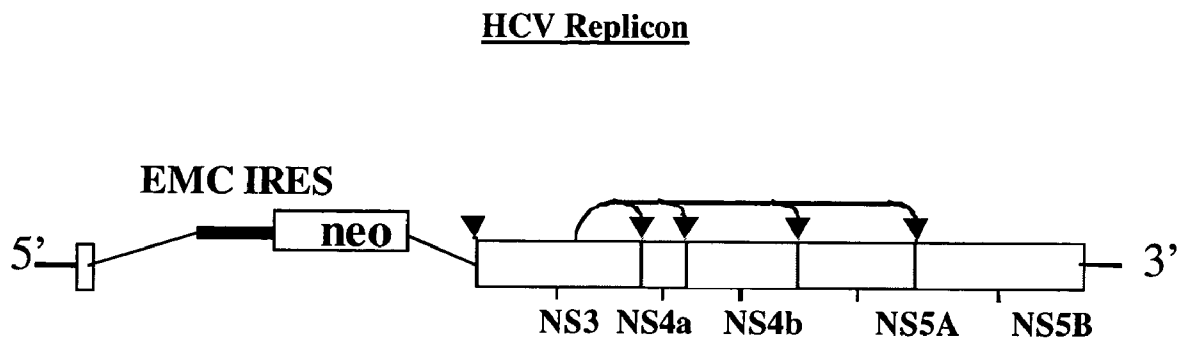 HCV Replicon
EMC IRES
neo
5’ 3’
NS3 NS4a NS4b NS5A NS5B